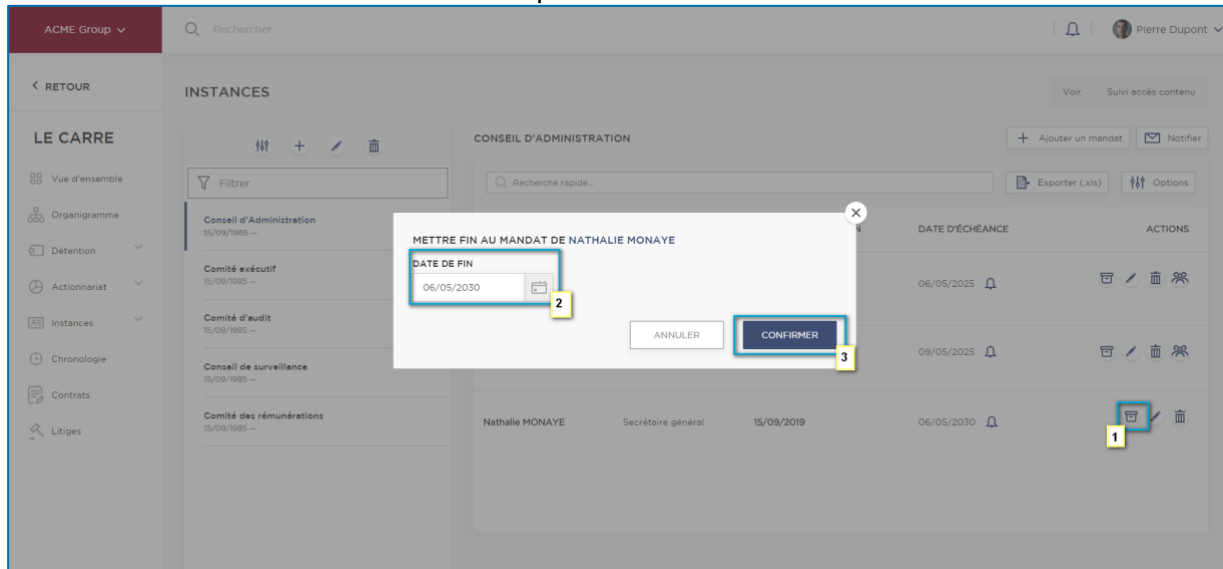 ACME Group
Rechercher
Pierre Dupont
RETOUR
INSTANCES
Voir
Suivi accès contenu
LE CARRE
CONSEIL D'ADMINISTRATION
+ Ajouter un mandat
Notifier
Vue d'ensemble
Filtrer
Recherche rapide...
Exporter (.xls)
Options
Organigramme
Conseil d'Administration
15/09/1985 —
DATE D'ÉCHÉANCE
ACTIONS
Détention
METTRE FIN AU MANDAT DE NATHALIE MONAYE
DATE DE FIN
06/05/2030
2
Comité exécutif
15/09/1985 —
06/05/2025
Actionnariat
Instances
Comité d'audit
15/09/1985 —
ANNULER
CONFIRMER
3
09/05/2025
Chronologie
Conseil de surveillance
15/09/1985 —
Contrats
Comité des rémunérations
15/09/1985 —
Nathalie MONAYE
Secrétaire général
15/09/2019
06/05/2030
1
Litiges